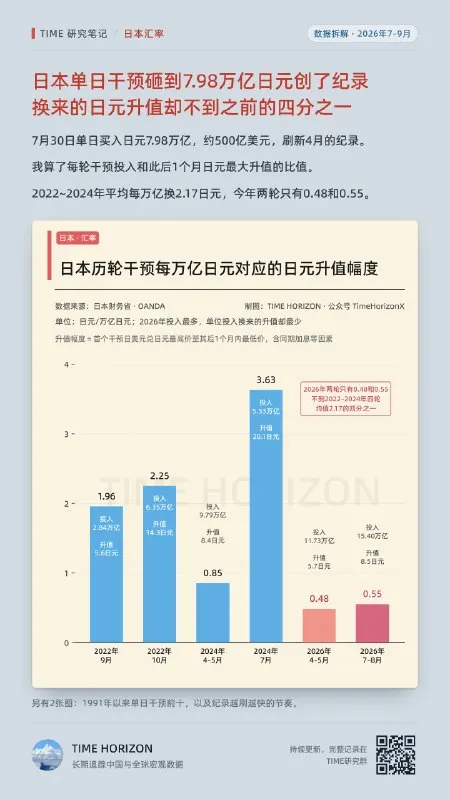 TIME 研究笔记 / 日本汇率
数据拆解 · 2026年7-9月
日本单日干预砸到7.98万亿日元创了纪录
换来的日元升值却不到之前的四分之一
7月30日单日买入日元7.98万亿，约500亿美元，刷新4月的纪录。
我算了每轮干预投入和此后1个月日元最大升值的比值。
2022~2024年平均每万亿换2.17日元，今年两轮只有0.48和0.55。
日本 · 汇率
日本历轮干预每万亿日元对应的日元升值幅度
数据来源：日本财务省 · OANDA
制图：TIME HORIZON · 公众号 TimeHorizonX
单位：日元/万亿日元；2026年投入最多，单位投入换来的升值却最少
升值幅度 = 首个干预日美元兑日元最高价至其后1个月内最低价，含同期加息等因素
4
3
2
1
0
2026年两轮只有0.48和0.55
不到2022-2024年四轮
均值2.17的四分之一
TIME HORIZON
1.96
投入
2.84万亿
升值
5.6日元
2.25
投入
6.35万亿
升值
14.3日元
投入
9.79万亿
升值
8.4日元
0.85
3.63
投入
5.53万亿
升值
20.1日元
投入
11.73万亿
升值
5.7日元
0.48
投入
15.40万亿
升值
8.5日元
0.55
2022年
9月
2022年
10月
2024年
4-5月
2024年
7月
2026年
4-5月
2026年
7-8月
另有2张图：1991年以来单日干预前十，以及纪录越刷越快的节奏。
TIME HORIZON
长期追踪中国与全球宏观数据
持续更新，完整记录在
TIME研究群